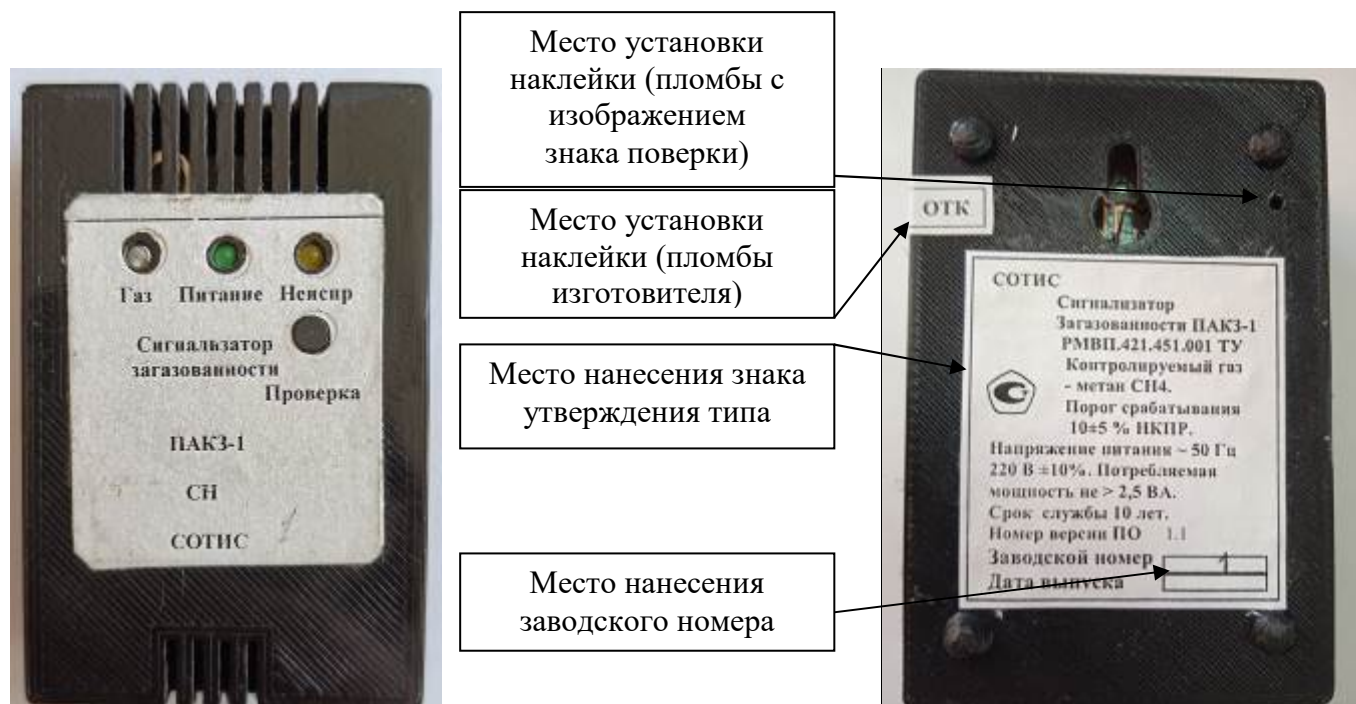 Место установки
наклейки (пломбы с
изображением
знака поверки)
Место установки
наклейки (пломбы
изготовителя)
Место нанесения знака
утверждения типа
Место нанесения
заводского номера
Газ Питание Неиспр
Сигнализатор
загазованности
Проверка
ПАКЗ-1
СН
СОТИС
ОТК
СОТИС
Сигнализатор
Загазованности ПАКЗ-1
РМВП.421.451.001 ТУ
Контролируемый газ
- метан СН4.
Порог срабатывания
10±5 % НКПР.
Напряжение питания ~ 50 Гц
220 В ±10%. Потребляемая
мощность не > 2,5 ВА.
Срок службы 10 лет.
Номер версии ПО 1.1
Заводской номер 1
Дата выпуска